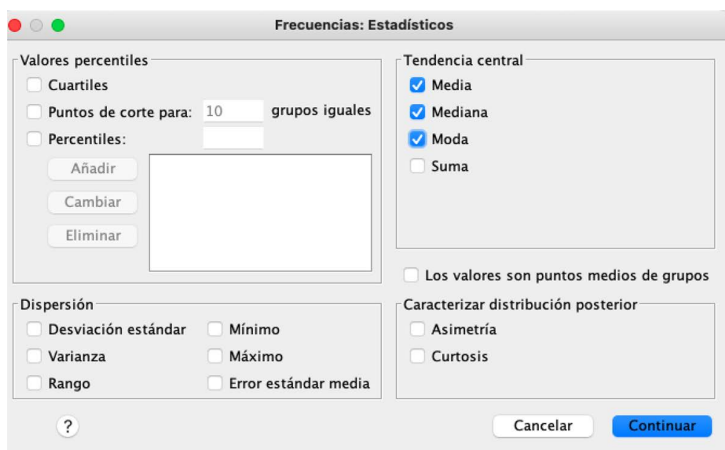 Frecuencias: Estadísticos
Valores percentiles
Cuartiles
Puntos de corte para: 10 grupos iguales
Percentiles:
Añadir
Cambiar
Eliminar
Tendencia central
Media
Mediana
Moda
Suma
Los valores son puntos medios de grupos
Dispersión
Desviación estándar Mínimo
Varianza Máximo
Rango Error estándar media
Caracterizar distribución posterior
Asimetría
Curtosis
? Cancelar Continuar